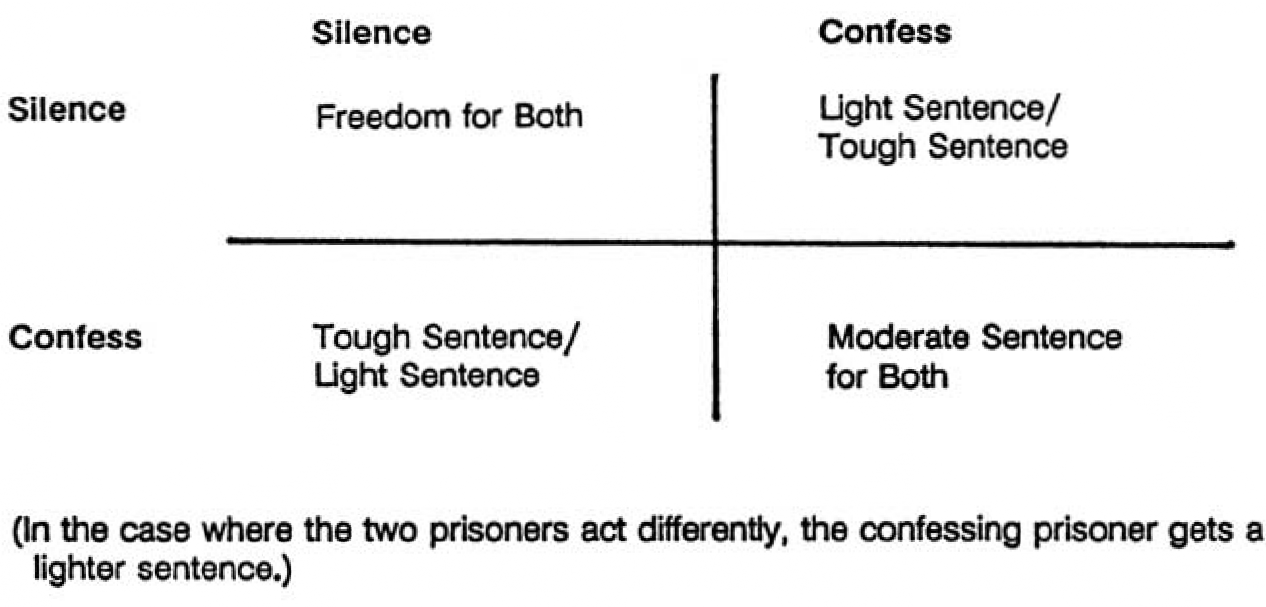 Silence Confess
Silence Freedom for Both Light Sentence/
Tough Sentence
Confess Tough Sentence/ Moderate Sentence
Light Sentence for Both
(In the case where the two prisoners act differently, the confessing prisoner gets a
lighter sentence.)